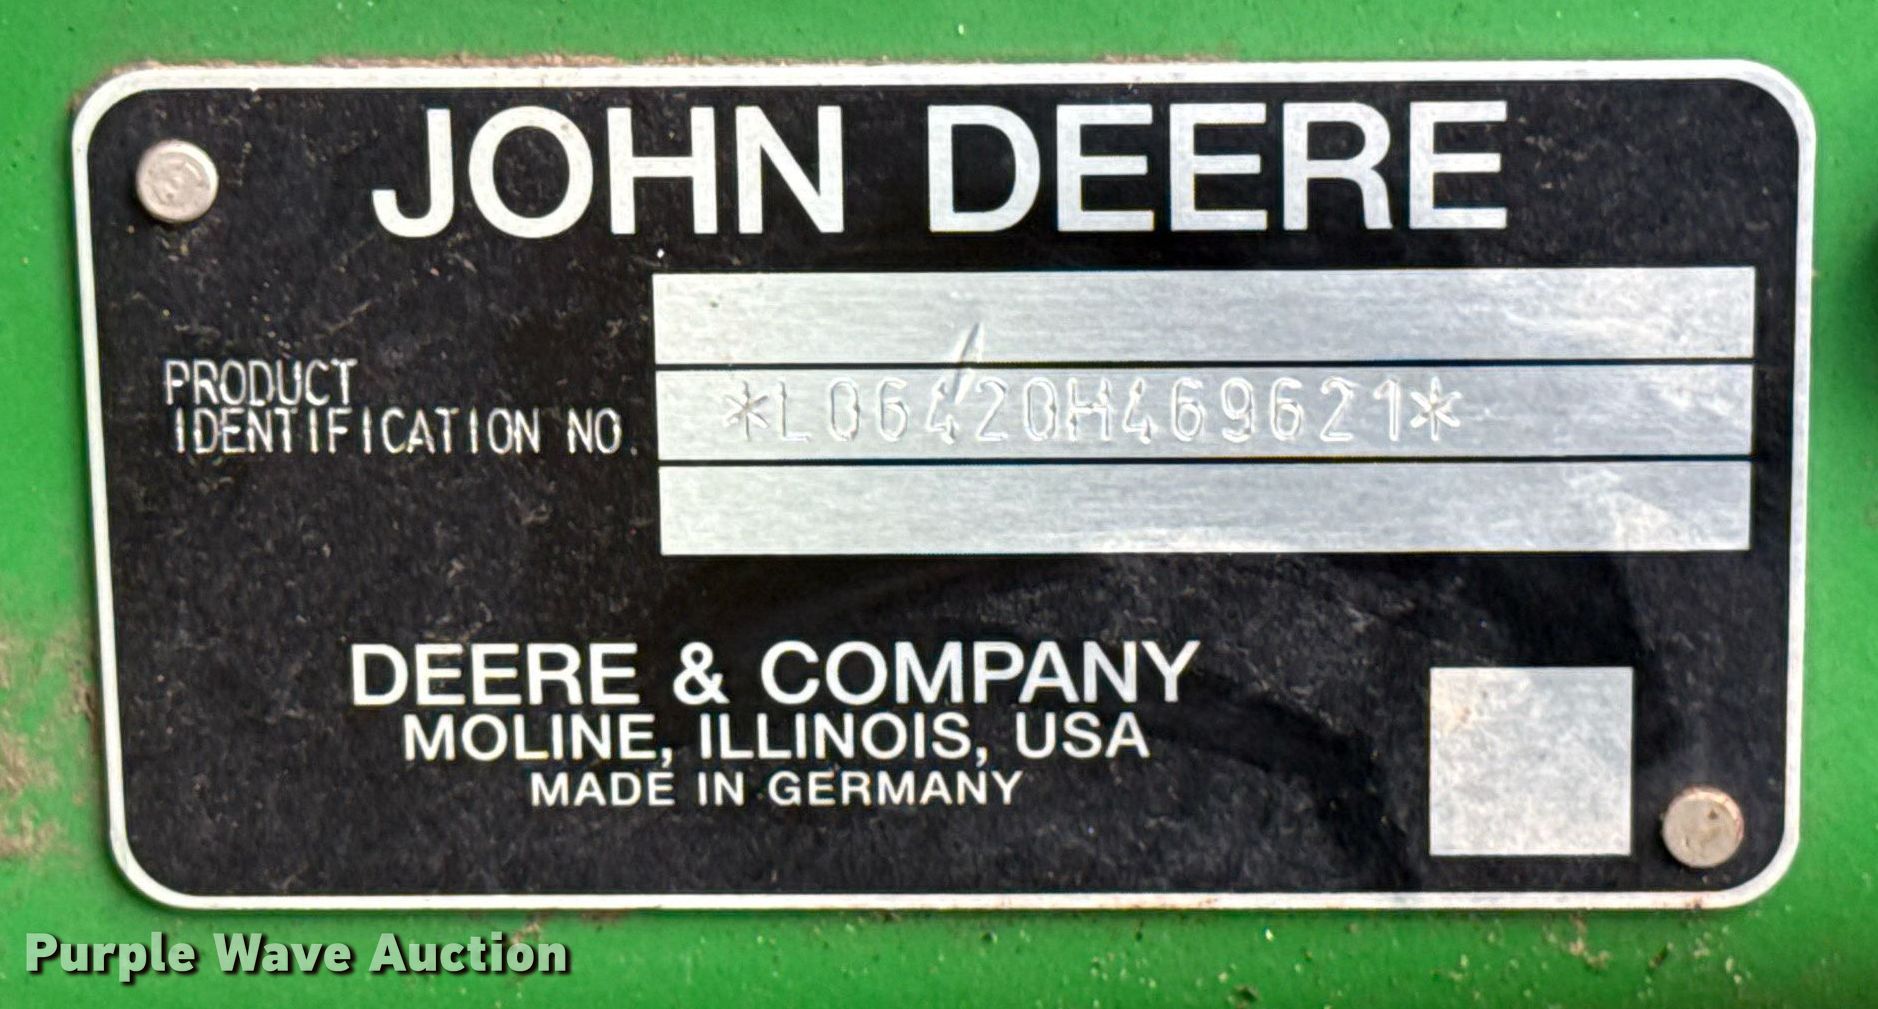 JOHN DEERE
PRODUCT
IDENTIFICATION NO.
*L06420H469621*
DEERE & COMPANY
MOLINE, ILLINOIS, USA
MADE IN GERMANY
Purple Wave Auction